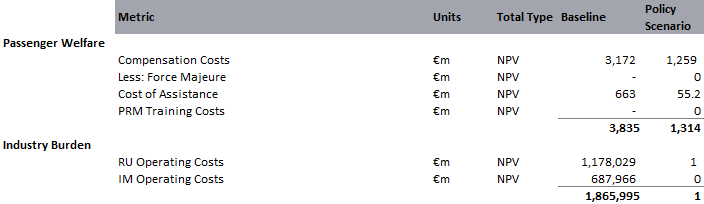 Metric Units Total Type Baseline Policy Scenario
Passenger Welfare
Compensation Costs €m NPV 3,172 1,259
Less: Force Majeure €m NPV - 0
Cost of Assistance €m NPV 663 55.2
PRM Training Costs €m NPV - 0
3,835 1,314
Industry Burden
RU Operating Costs €m NPV 1,178,029 1
IM Operating Costs €m NPV 687,966 0
1,865,995 1